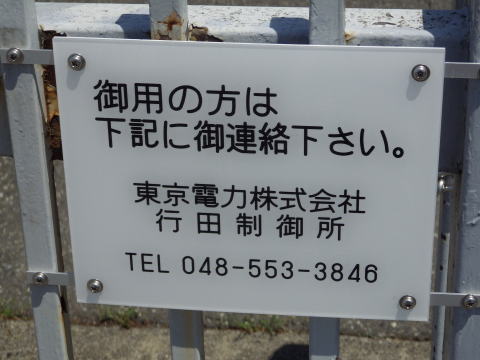 御用の方は
下記に御連絡下さい。
東京電力株式会社
行田制御所
TEL 048-553-3846